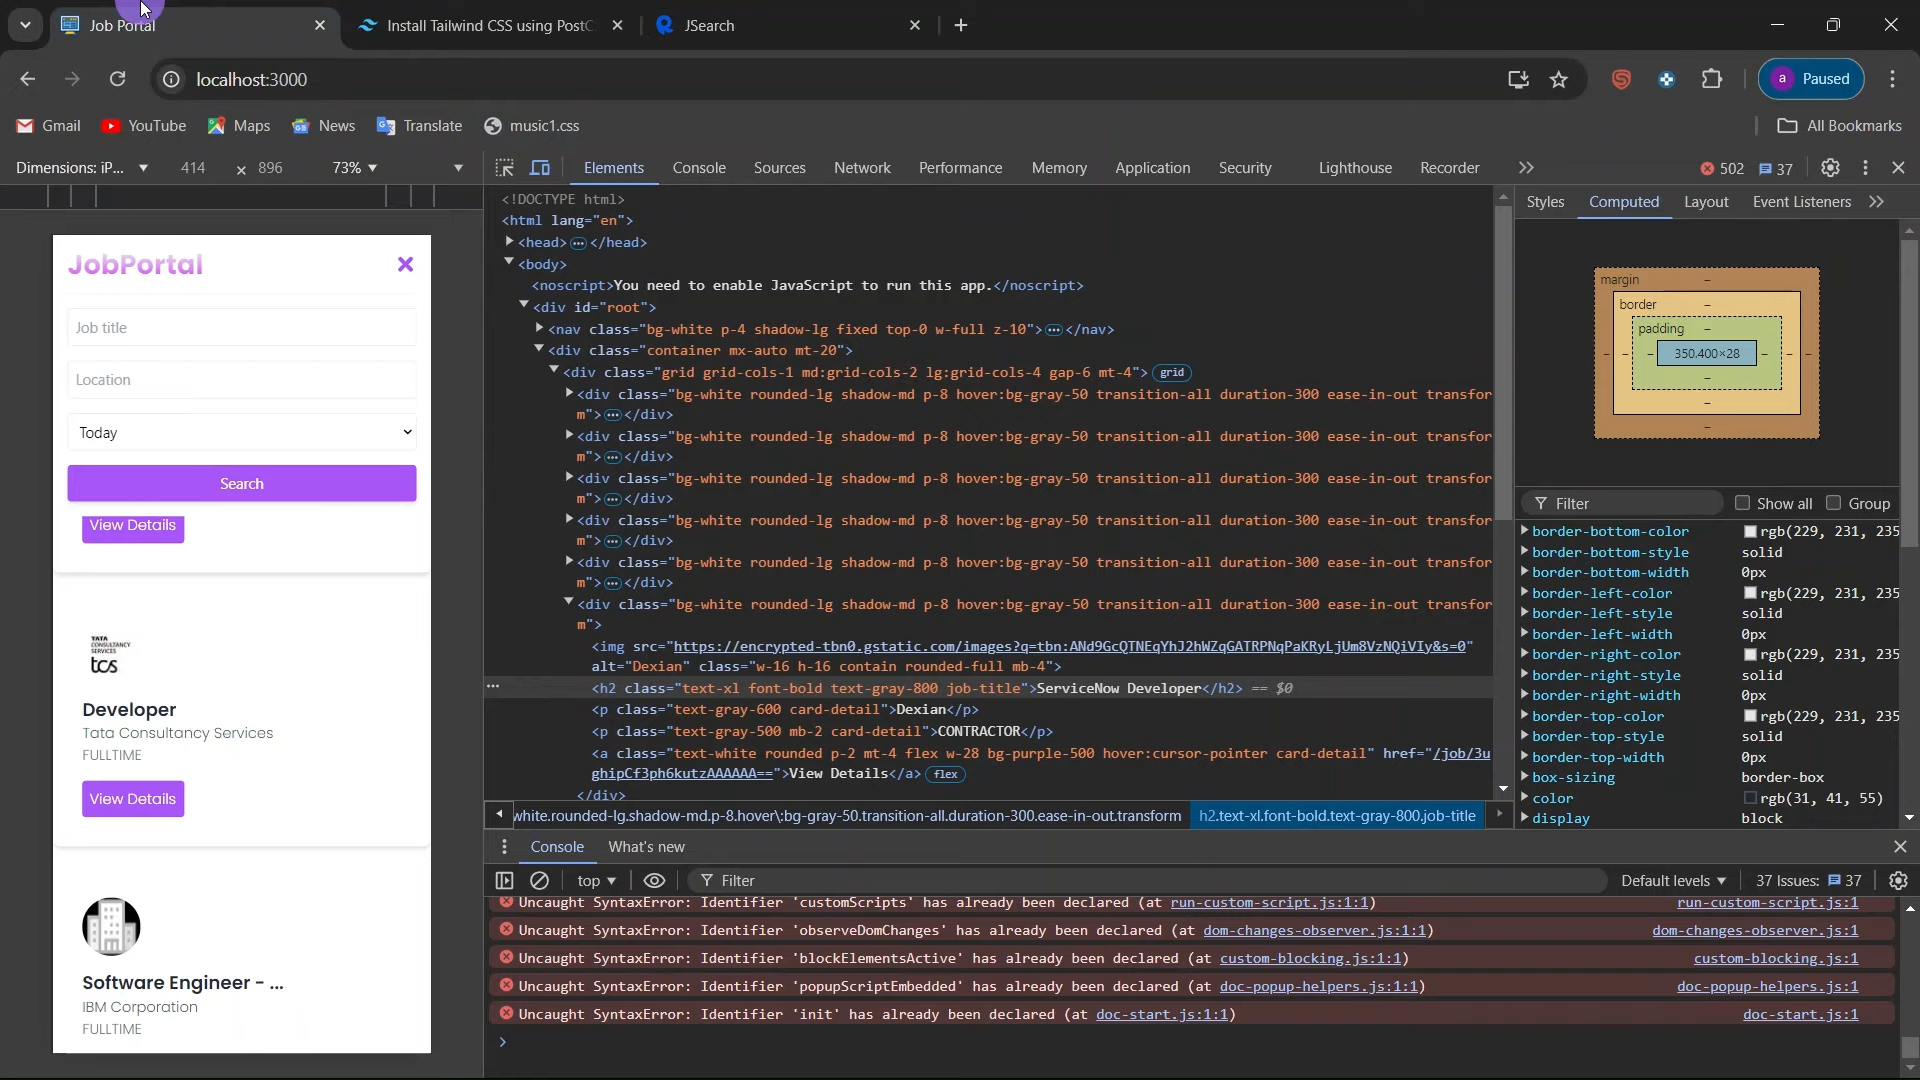 Job Portal
Install Tailwind CSS using PostC
JSearch
localhost:3000
a Paused
Gmail YouTube Maps News Translate music1.css All Bookmarks
Dimensions: iP... 414 × 896 73%
Elements Console Sources Network Performance Memory Application Security Lighthouse Recorder 502 37
JobPortal
Job title
Location
Today
Search
View Details
TATA
CONSULTANCY
SERVICES
tcs
Developer
Tata Consultancy Services
FULLTIME
View Details
Software Engineer - ...
IBM Corporation
FULLTIME
<!DOCTYPE html>
<html lang="en">
<head> … </head>
<body>
<noscript>You need to enable JavaScript to run this app.</noscript>
<div id="root">
<nav class="bg-white p-4 shadow-lg fixed top-0 w-full z-10"> … </nav>
<div class="container mx-auto mt-20">
<div class="grid grid-cols-1 md:grid-cols-2 lg:grid-cols-4 gap-6 mt-4"> grid
<div class="bg-white rounded-lg shadow-md p-8 hover:bg-gray-50 transition-all duration-300 ease-in-out transfor
m"> … </div>
<div class="bg-white rounded-lg shadow-md p-8 hover:bg-gray-50 transition-all duration-300 ease-in-out transfor
m"> … </div>
<div class="bg-white rounded-lg shadow-md p-8 hover:bg-gray-50 transition-all duration-300 ease-in-out transfor
m"> … </div>
<div class="bg-white rounded-lg shadow-md p-8 hover:bg-gray-50 transition-all duration-300 ease-in-out transfor
m"> … </div>
<div class="bg-white rounded-lg shadow-md p-8 hover:bg-gray-50 transition-all duration-300 ease-in-out transfor
m"> … </div>
<div class="bg-white rounded-lg shadow-md p-8 hover:bg-gray-50 transition-all duration-300 ease-in-out transfor
m">
<img src="https://encrypted-tbn0.gstatic.com/images?q=tbn:ANd9GcQTNEqYhJ2hWZqGATRPNqPaKRyLjUm8VzNQiVIy&s=0"
alt="Dexian" class="w-16 h-16 contain rounded-full mb-4">
<h2 class="text-xl font-bold text-gray-800 job-title">ServiceNow Developer</h2> == $0
<p class="text-gray-600 card-detail">Dexian</p>
<p class="text-gray-500 mb-2 card-detail">CONTRACTOR</p>
<a class="text-white rounded p-2 mt-4 flex w-28 bg-purple-500 hover:cursor-pointer card-detail" href="/job/3u
ghipCf3ph6kutzAAAAAA==">View Details</a> flex
</div>
white.rounded-lg.shadow-md.p-8.hover\:bg-gray-50.transition-all.duration-300.ease-in-out.transform h2.text-xl.font-bold.text-gray-800.job-title
Styles Computed Layout Event Listeners
margin –
border –
padding –
– – – 350.400×28 – – –
–
–
–
Filter Show all Group
border-bottom-color rgb(229, 231, 235
border-bottom-style solid
border-bottom-width 0px
border-left-color rgb(229, 231, 235
border-left-style solid
border-left-width 0px
border-right-color rgb(229, 231, 235
border-right-style solid
border-right-width 0px
border-top-color rgb(229, 231, 235
border-top-style solid
border-top-width 0px
box-sizing border-box
color rgb(31, 41, 55)
display block
Console What's new
top Filter Default levels 37 Issues: 37
Uncaught SyntaxError: Identifier 'customScripts' has already been declared (at run-custom-script.js:1:1) run-custom-script.js:1
Uncaught SyntaxError: Identifier 'observeDomChanges' has already been declared (at dom-changes-observer.js:1:1) dom-changes-observer.js:1
Uncaught SyntaxError: Identifier 'blockElementsActive' has already been declared (at custom-blocking.js:1:1) custom-blocking.js:1
Uncaught SyntaxError: Identifier 'popupScriptEmbedded' has already been declared (at doc-popup-helpers.js:1:1) doc-popup-helpers.js:1
Uncaught SyntaxError: Identifier 'init' has already been declared (at doc-start.js:1:1) doc-start.js:1